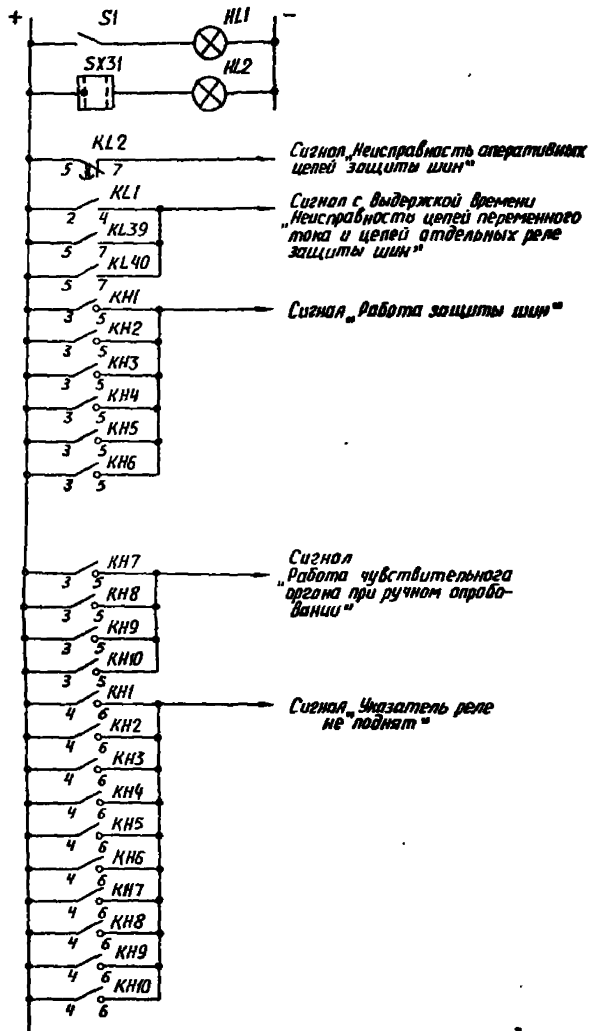 + S1 HL1 -
SX31 HL2
KL2
5 7
Сигнал „Неисправность оперативных
цепей защиты шин"
KL1
2 4
Сигнал с выдержкой времени
„Неисправность цепей переменного
тока и цепей отдельных реле
защиты шин"
KL39
5 7
KL40
5 7
KH1
3 5
Сигнал „Работа защиты шин"
KH2
3 5
KH3
3 5
KH4
3 5
KH5
3 5
KH6
3 5
KH7
3 5
Сигнал
„Работа чувствительного
органа при ручном опробо-
вании"
KH8
3 5
KH9
3 5
KH10
3 5
KH1
4 6
Сигнал „Указатель реле
не поднят"
KH2
4 6
KH3
4 6
KH4
4 6
KH5
4 6
KH6
4 6
KH7
4 6
KH8
4 6
KH9
4 6
KH10
4 6